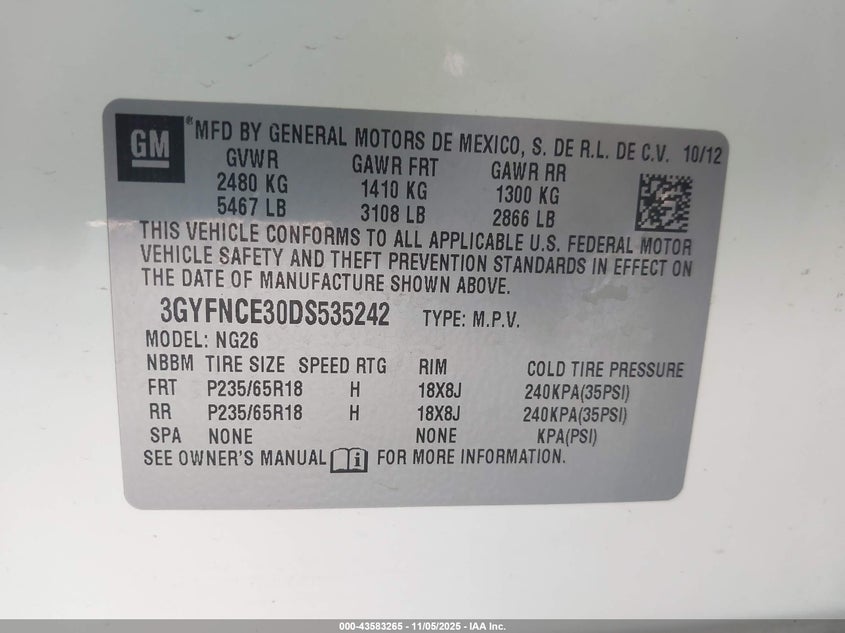 GM ® MFD BY GENERAL MOTORS DE MEXICO, S. DE R.L. DE C.V. 10/12
GVWR GAWR FRT GAWR RR
2480 KG 1410 KG 1300 KG
5467 LB 3108 LB 2866 LB
THIS VEHICLE CONFORMS TO ALL APPLICABLE U.S. FEDERAL MOTOR
VEHICLE SAFETY AND THEFT PREVENTION STANDARDS IN EFFECT ON
THE DATE OF MANUFACTURE SHOWN ABOVE.
3GYFNCE30DS535242 TYPE: M.P.V.
MODEL: NG26
NBBM TIRE SIZE SPEED RTG RIM COLD TIRE PRESSURE
FRT P235/65R18 H 18X8J 240KPA(35PSI)
RR P235/65R18 H 18X8J 240KPA(35PSI)
SPA NONE NONE KPA(PSI)
SEE OWNER'S MANUAL i FOR MORE INFORMATION.
000-43583265 - 11/05/2025 - IAA Inc.